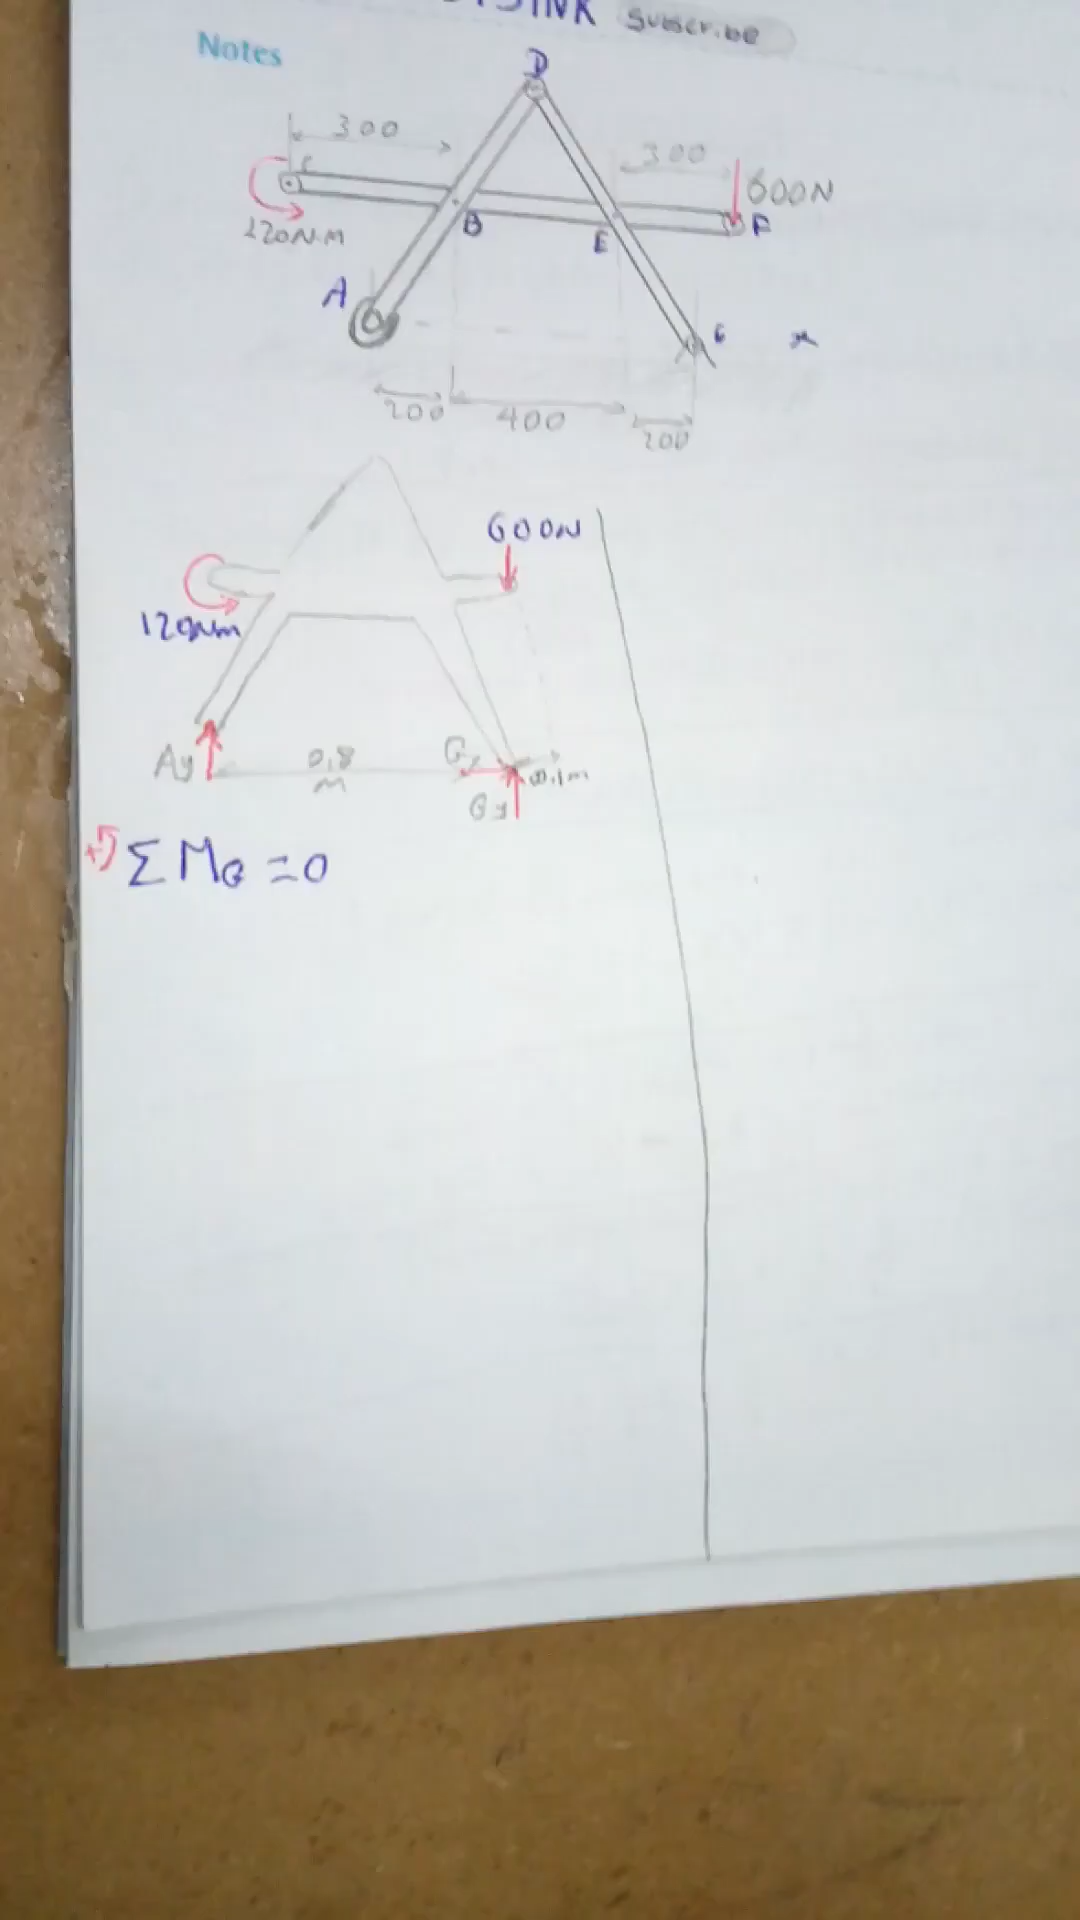 Subscribe
Notes
D
300
300
600N
C
120N.M
B
E
F
A
G
200
400
200
600N
120Nm
Ay
0,8
m
Gx
0.1m
Gy
+ ΣMG = 0